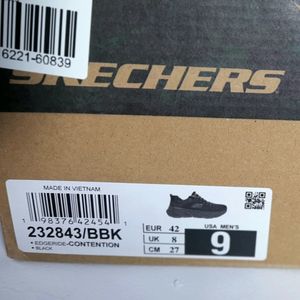 6221-60839
SKECHERS
MADE IN VIETNAM
1 98376 42454 1
232843/BBK
• EDGERIDE-CONTENTION
• BLACK
EUR 42
UK 8
CM 27
USA MEN'S
9